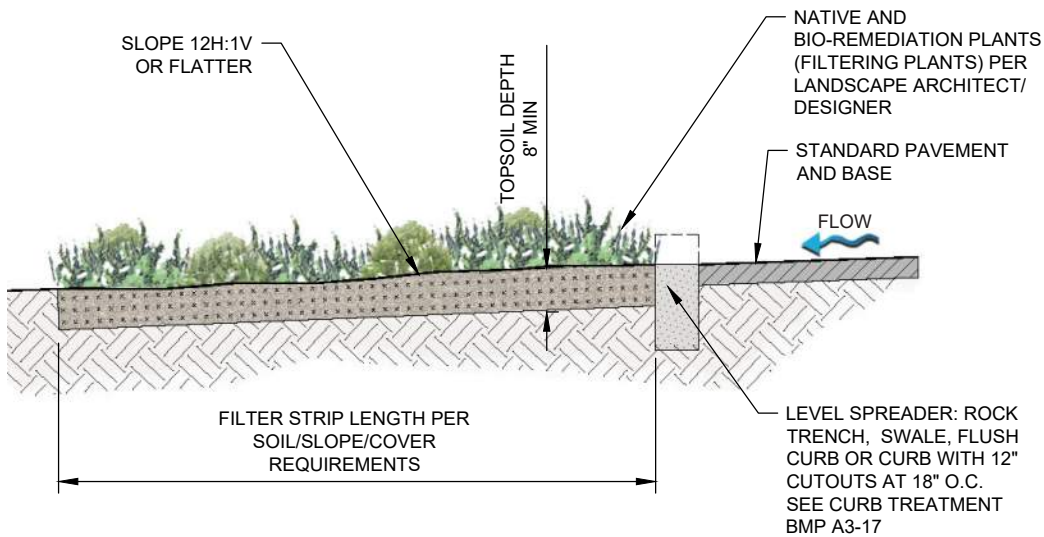 SLOPE 12H:1V
OR FLATTER
TOPSOIL DEPTH
8" MIN
NATIVE AND
BIO-REMEDIATION PLANTS
(FILTERING PLANTS) PER
LANDSCAPE ARCHITECT/
DESIGNER
STANDARD PAVEMENT
AND BASE
FLOW
FILTER STRIP LENGTH PER
SOIL/SLOPE/COVER
REQUIREMENTS
LEVEL SPREADER: ROCK
TRENCH, SWALE, FLUSH
CURB OR CURB WITH 12"
CUTOUTS AT 18" O.C.
SEE CURB TREATMENT
BMP A3-17